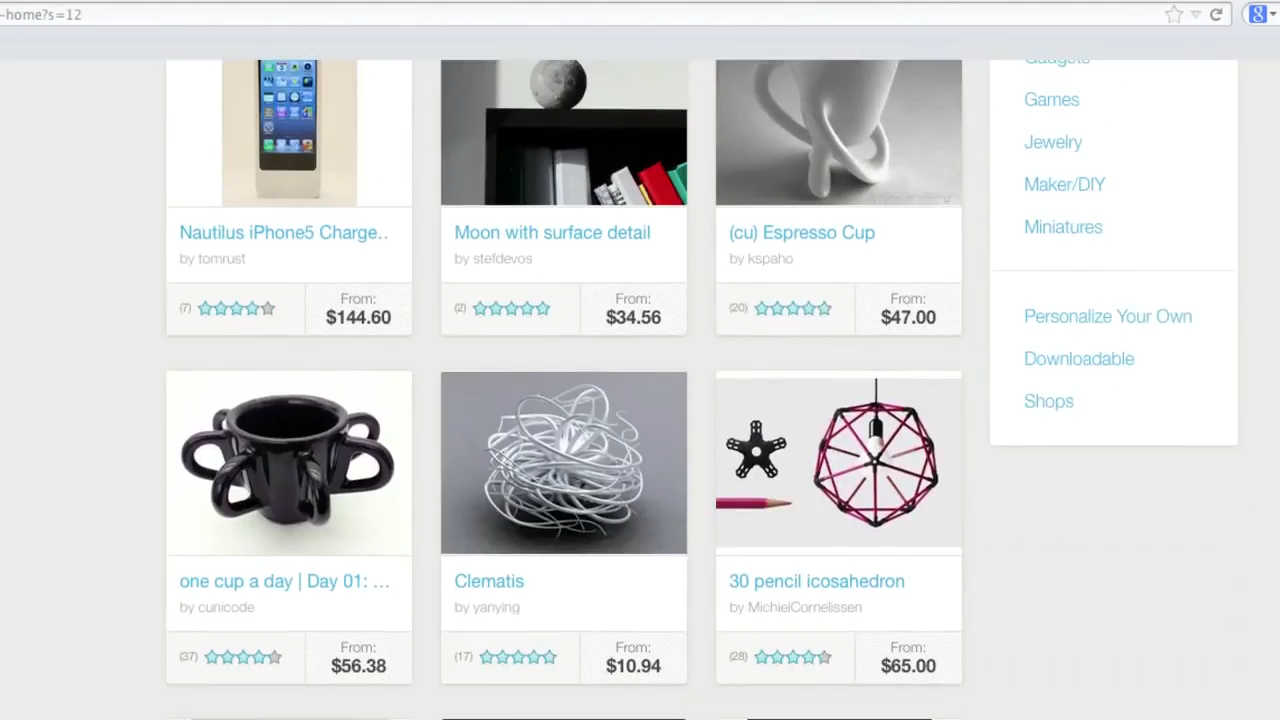 -home?s=12
Gadgets
Games
Jewelry
Maker/DIY
Miniatures
Personalize Your Own
Downloadable
Shops
Nautilus iPhone5 Charge..
by tomrust
(7)
From:
$144.60
Moon with surface detail
by stefdevos
(2)
From:
$34.56
(cu) Espresso Cup
by kspaho
(20)
From:
$47.00
one cup a day | Day 01: ...
by cunicode
(37)
From:
$56.38
Clematis
by yanying
(17)
From:
$10.94
30 pencil icosahedron
by MichielCornelissen
(28)
From:
$65.00